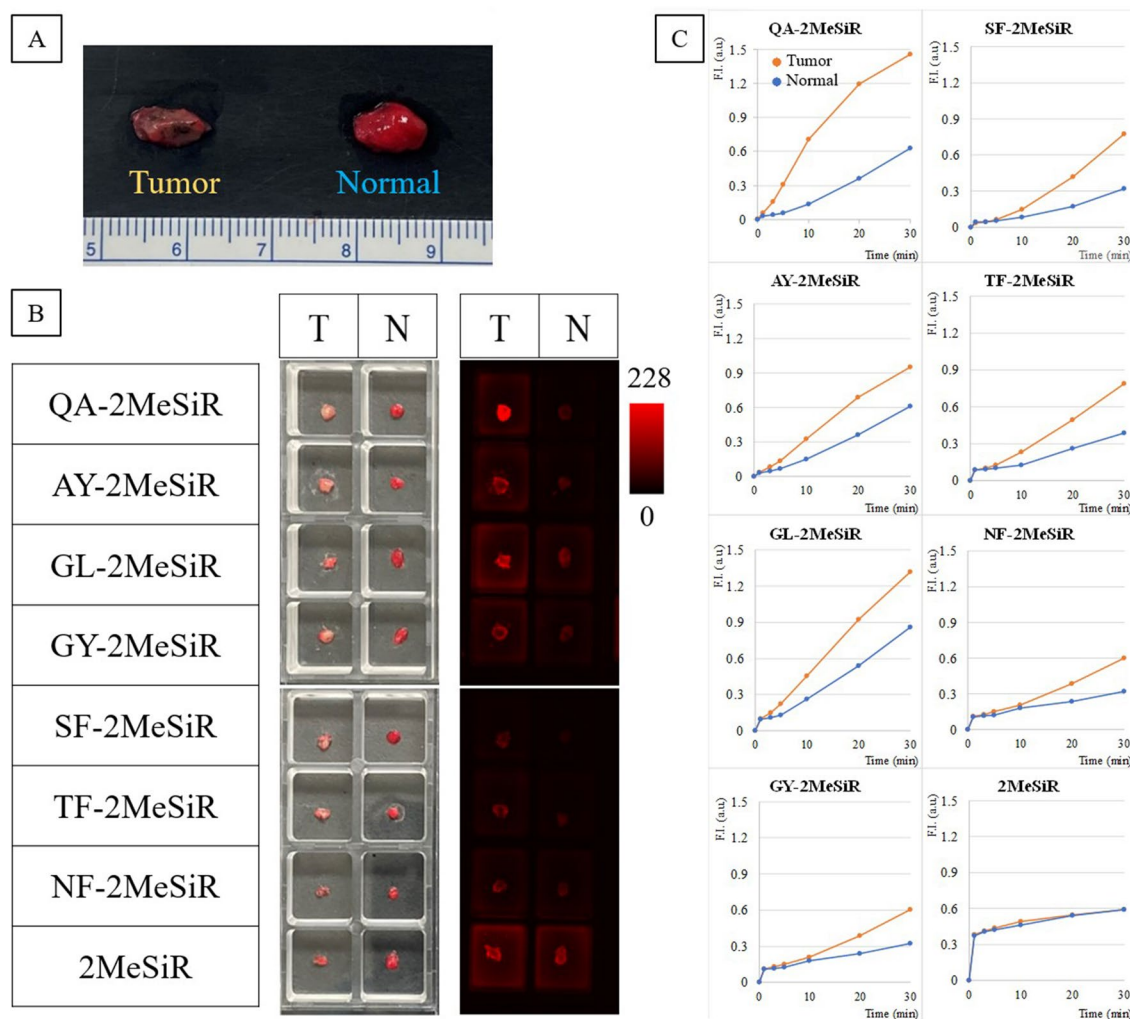 A
Tumor Normal
5 6 7 8 9
B
T N T N
QA-2MeSiR
AY-2MeSiR
GL-2MeSiR
GY-2MeSiR
SF-2MeSiR
TF-2MeSiR
NF-2MeSiR
2MeSiR
228
0
C
QA-2MeSiR
F.I. (a.u)
1.5
1.2
0.9
0.6
0.3
0
Tumor
Normal
0 10 20 30
Time (min)
SF-2MeSiR
F.I. (a.u)
1.5
1.2
0.9
0.6
0.3
0
0 10 20 30
Time (min)
AY-2MeSiR
F.I. (a.u)
1.5
1.2
0.9
0.6
0.3
0
0 10 20 30
Time (min)
TF-2MeSiR
F.I. (a.u)
1.5
1.2
0.9
0.6
0.3
0
0 10 20 30
Time (min)
GL-2MeSiR
F.I. (a.u)
1.5
1.2
0.9
0.6
0.3
0
0 10 20 30
Time (min)
NF-2MeSiR
F.I. (a.u)
1.5
1.2
0.9
0.6
0.3
0
0 10 20 30
Time (min)
GY-2MeSiR
F.I. (a.u)
1.5
1.2
0.9
0.6
0.3
0
0 10 20 30
Time (min)
2MeSiR
F.I. (a.u)
1.5
1.2
0.9
0.6
0.3
0
0 10 20 30
Time (min)